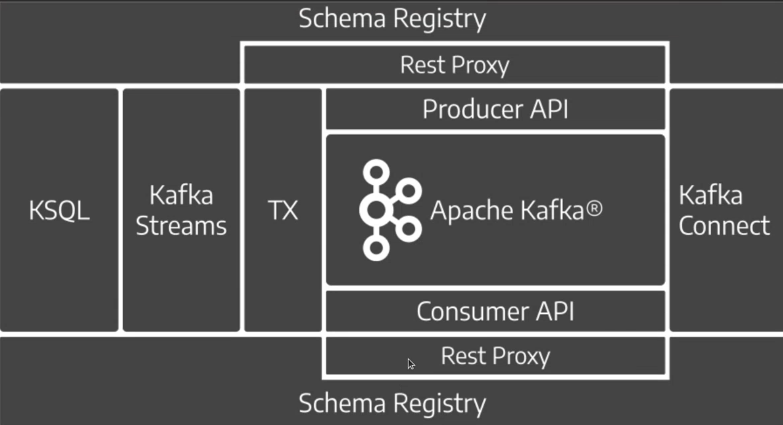 Schema Registry
Rest Proxy
Producer API
KSQL
Kafka
Streams
TX
Apache Kafka®
Kafka
Connect
Consumer API
Rest Proxy
Schema Registry